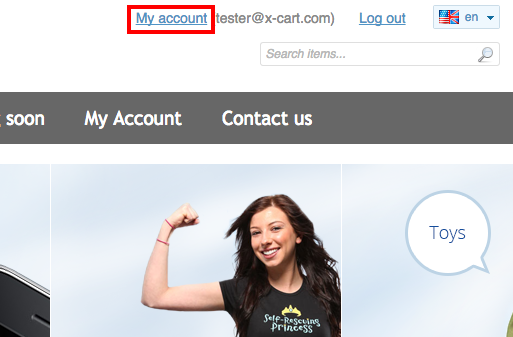 My account tester@x-cart.com) Log out en
Search items...
soon My Account Contact us
Toys
Self-Rescuing
Princess